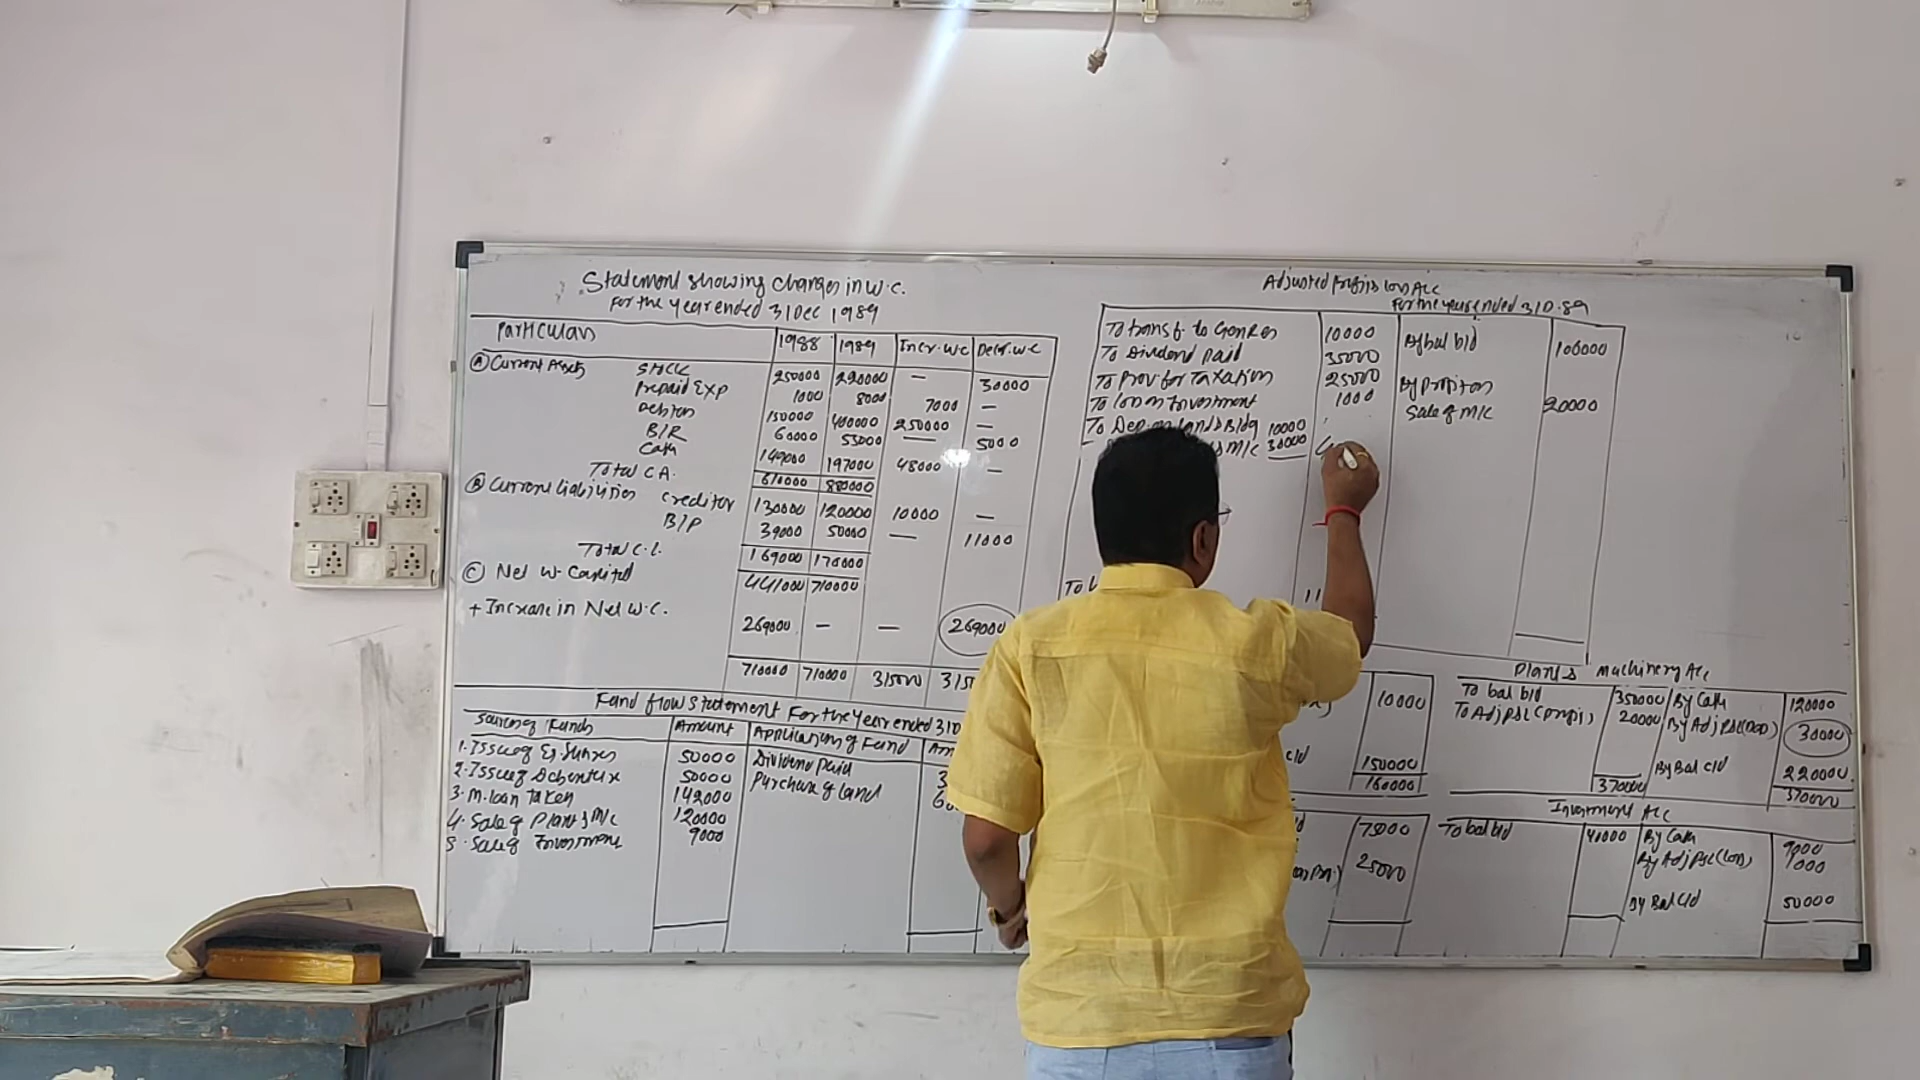 Statement showing changes in W.C.
For the year ended 31 Dec 1989
Particulars 1988 1989 Incr. W.C Decr. W.C
(A) Current Assets Stock 250000 220000 — 30000
Prepaid Exp 1000 8000 7000 —
Debtors 150000 400000 250000 —
B/R 60000 55000 — 5000
Cash 149000 197000 48000 —
Total C.A. 610000 880000
(B) Current liabilities Creditor 130000 120000 10000 —
B/P 39000 50000 — 11000
Total C.L. 169000 170000
(C) Net W. Capital 441000 710000
+ Increase in Net W.C. 269000 — — 269000
710000 710000 315000
Fund flow Statement For the Year ended 31
Sources of Funds Amount Application of Fund
1. Issue of Eq. Shares 50000 Dividend paid
2. Issue of Debenture 50000 Purchase of land
3. M. loan Taken 142000
4. Sale of Plant & M/C 120000
5. Sale of Investment 9000
Adjusted Profit & Loss A/c
For the year ended 31 D. 89
To transf. to Gen Res 10000 By bal b/d 100000
To Dividend paid 35000
To Prov for Taxation 25000 By Profit on
To loss on Investment 1000 Sale of M/C 20000
To Dep. on land & Bldg 10000
M/C 30000
10000
c/d 150000
160000
75000
25000
Plant & Machinery A/c
To bal b/d 350000 By Cash 120000
To Adj P&L (Profit) 20000 By Adj P&L (Dep) 30000
By Bal c/d 220000
370000 370000
Investment A/c
To bal b/d By Cash 9000
By Adj P&L (Loss) 1000
By Bal c/d 50000